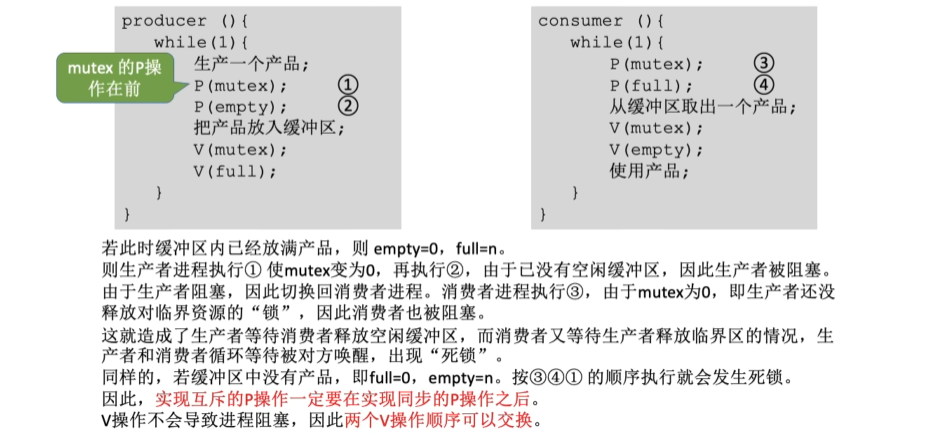 producer (){
while(1){
生产一个产品;
mutex 的P操
作在前
P(mutex); ①
P(empty); ②
把产品放入缓冲区;
V(mutex);
V(full);
}
}
consumer (){
while(1){
P(mutex); ③
P(full); ④
从缓冲区取出一个产品;
V(mutex);
V(empty);
使用产品;
}
}
若此时缓冲区内已经放满产品，则 empty=0，full=n。
则生产者进程执行① 使mutex变为0，再执行②，由于已没有空闲缓冲区，因此生产者被阻塞。
由于生产者阻塞，因此切换回消费者进程。消费者进程执行③，由于mutex为0，即生产者还没
释放对临界资源的“锁”，因此消费者也被阻塞。
这就造成了生产者等待消费者释放空闲缓冲区，而消费者又等待生产者释放临界区的情况，生
产者和消费者循环等待被对方唤醒，出现“死锁”。
同样的，若缓冲区中没有产品，即full=0，empty=n。按③④① 的顺序执行就会发生死锁。
因此，实现互斥的P操作一定要在实现同步的P操作之后。
V操作不会导致进程阻塞，因此两个V操作顺序可以交换。